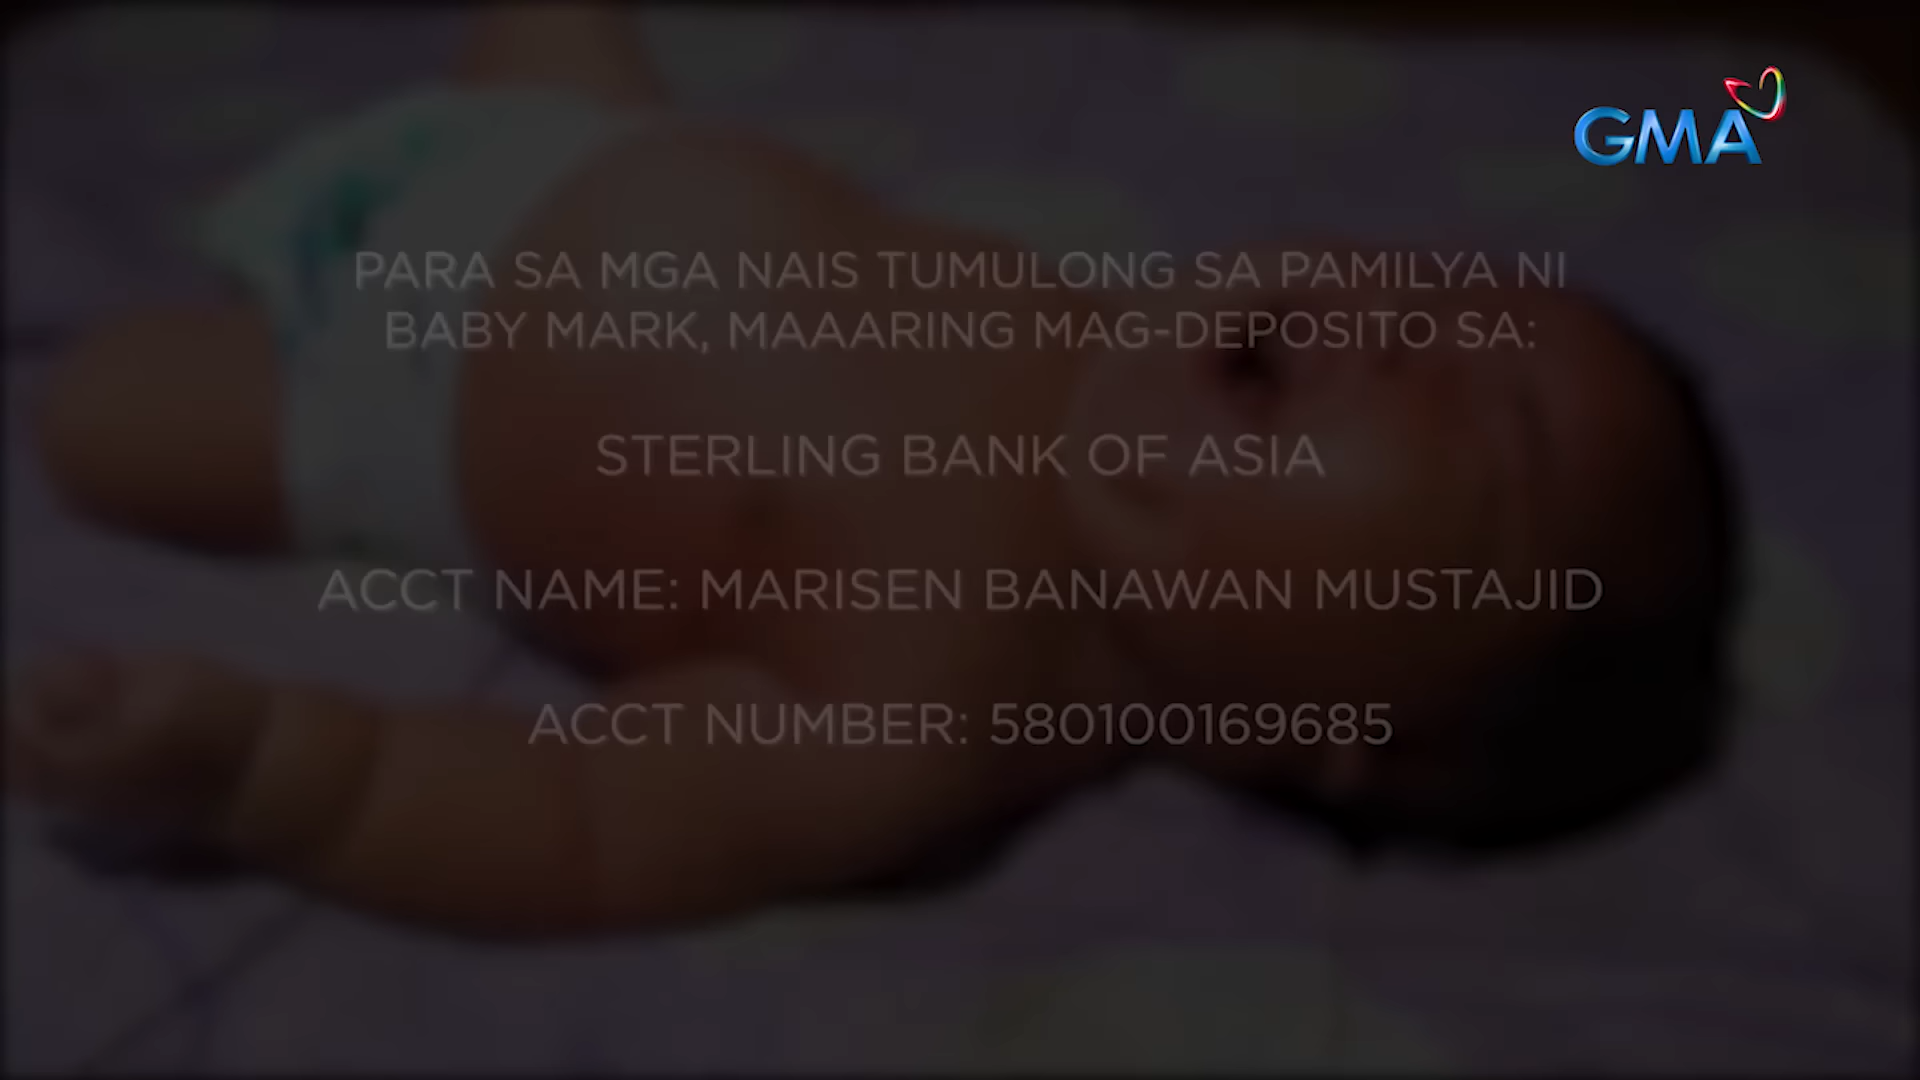 GMA
PARA SA MGA NAIS TUMULONG SA PAMILYA NI
BABY MARK, MAAARING MAG-DEPOSITO SA:
STERLING BANK OF ASIA
ACCT NAME: MARISEN BANAWAN MUSTAJID
ACCT NUMBER: 580100169685